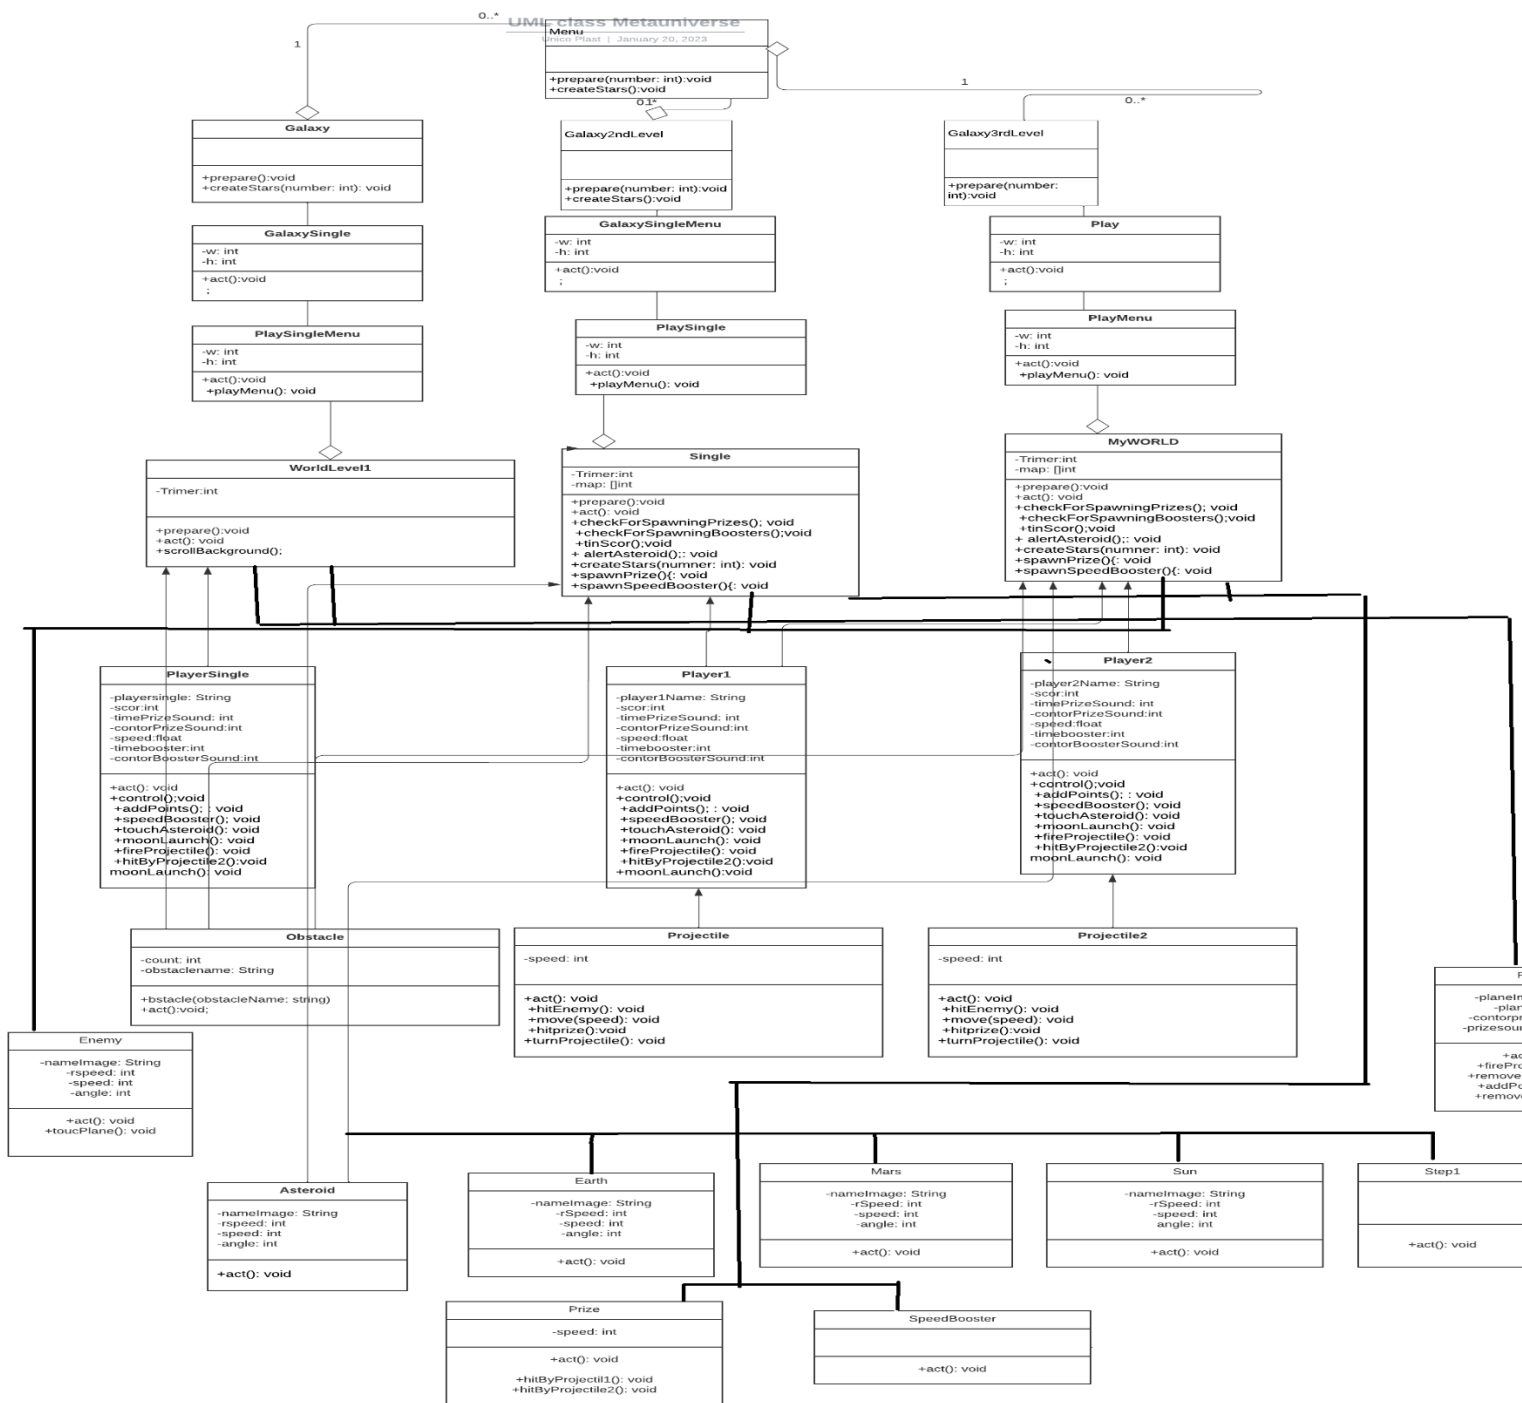 UML class Metauniverse
Unico Plast | January 20, 2023
0..*
1
Menu
+prepare(number: int):void
+createStars():void
1
0..*
Galaxy
+prepare():void
+createStars(number: int): void
Galaxy2ndLevel
+prepare(number: int):void
+createStars():void
Galaxy3rdLevel
+prepare(number:
int):void
GalaxySingle
-w: int
-h: int
+act():void
;
GalaxySingleMenu
-w: int
-h: int
+act():void
;
Play
-w: int
-h: int
+act():void
;
PlaySingleMenu
-w: int
-h: int
+act():void
+playMenu(): void
PlaySingle
-w: int
-h: int
+act():void
+playMenu(): void
PlayMenu
-w: int
-h: int
+act():void
+playMenu(): void
WorldLevel1
-Trimer:int
+prepare():void
+act(): void
+scrollBackground();
Single
-Trimer:int
-map: []int
+prepare():void
+act(): void
+checkForSpawningPrizes(); void
+checkForSpawningBoosters();void
+tinScor();void
+ alertAsteroid();: void
+createStars(numner: int): void
+spawnPrize(){: void
+spawnSpeedBooster(){: void
MyWORLD
-Trimer:int
-map: []int
+prepare():void
+act(): void
+checkForSpawningPrizes(); void
+checkForSpawningBoosters();void
+tinScor();void
+ alertAsteroid();: void
+createStars(numner: int): void
+spawnPrize(){: void
+spawnSpeedBooster(){: void
PlayerSingle
-playersingle: String
-scor:int
-timePrizeSound: int
-contorPrizeSound:int
-speed:float
-timebooster:int
-contorBoosterSound:int
+act(): void
+control();void
+addPoints(); : void
+speedBooster(); void
+touchAsteroid(): void
+moonLaunch(): void
+fireProjectile(): void
+hitByProjectile2():void
moonLaunch(): void
Player1
-player1Name: String
-scor:int
-timePrizeSound: int
-contorPrizeSound:int
-speed:float
-timebooster:int
-contorBoosterSound:int
+act(): void
+control();void
+addPoints(); : void
+speedBooster(); void
+touchAsteroid(): void
+moonLaunch(): void
+fireProjectile(): void
+hitByProjectile2():void
+moonLaunch():void
Player2
-player2Name: String
-scor:int
-timePrizeSound: int
-contorPrizeSound:int
-speed:float
-timebooster:int
-contorBoosterSound:int
+act(): void
+control();void
+addPoints(); : void
+speedBooster(); void
+touchAsteroid(): void
+moonLaunch(): void
+fireProjectile(): void
+hitByProjectile2():void
moonLaunch(): void
Obstacle
-count: int
-obstaclename: String
+bstacle(obstacleName: string)
+act():void;
Projectile
-speed: int
+act(): void
+hitEnemy(): void
+move(speed): void
+hitprize():void
+turnProjectile(): void
Projectile2
-speed: int
+act(): void
+hitEnemy(): void
+move(speed): void
+hitprize():void
+turnProjectile(): void
-planeIm
-plan
-contorpr
-prizesour
+ac
+firePro
+remove
+addPo
+remov
Enemy
-nameImage: String
-rspeed: int
-speed: int
-angle: int
+act(): void
+toucPlane(): void
Asteroid
-nameImage: String
-rspeed: int
-speed: int
-angle: int
+act(): void
Earth
-nameImage: String
-rSpeed: int
-speed: int
-angle: int
+act(): void
Mars
-nameImage: String
-rSpeed: int
-speed: int
-angle: int
+act(): void
Sun
-nameImage: String
-rSpeed: int
-speed: int
angle: int
+act(): void
Step1
+act(): void
Prize
-speed: int
+act(): void
+hitByProjectil1(): void
+hitByProjectile2(): void
SpeedBooster
+act(): void